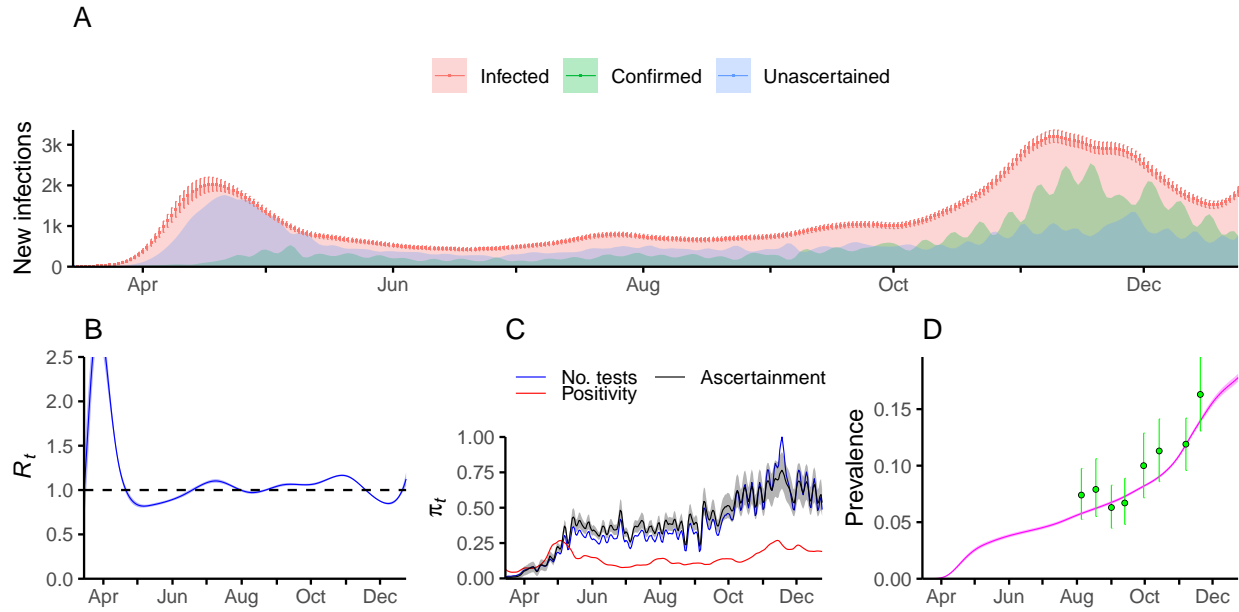 A
Infected Confirmed Unascertained
New infections
3k
2k
1k
0
Apr Jun Aug Oct Dec
B
R_t
2.5
2.0
1.5
1.0
0.5
0.0
Apr Jun Aug Oct Dec
C
No. tests Ascertainment
Positivity
π_t
1.00
0.75
0.50
0.25
0.00
Apr Jun Aug Oct Dec
D
Prevalence
0.15
0.10
0.05
0.00
Apr Jun Aug Oct Dec